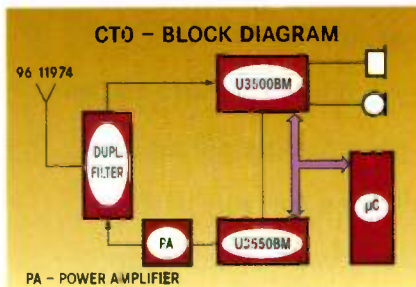 CT0 – BLOCK DIAGRAM
96 11974
U3500BM
DUPL.
FILTER
µC
PA
U3550BM
PA – POWER AMPLIFIER